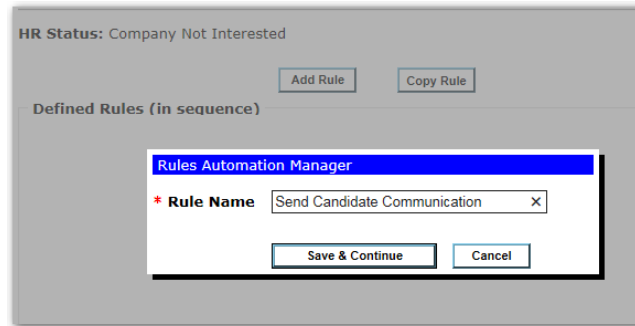 HR Status: Company Not Interested
Add Rule Copy Rule
Defined Rules (in sequence)
Rules Automation Manager
* Rule Name Send Candidate Communication ×
Save & Continue Cancel